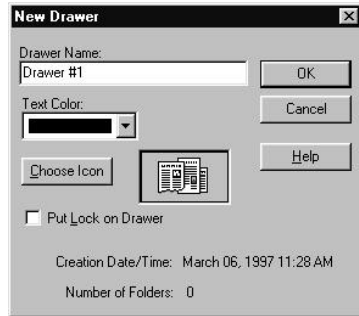 New Drawer
Drawer Name:
Drawer #1
OK
Text Color:
Cancel
Choose Icon
Help
Put Lock on Drawer
Creation Date/Time: March 06, 1997 11:28 AM
Number of Folders: 0